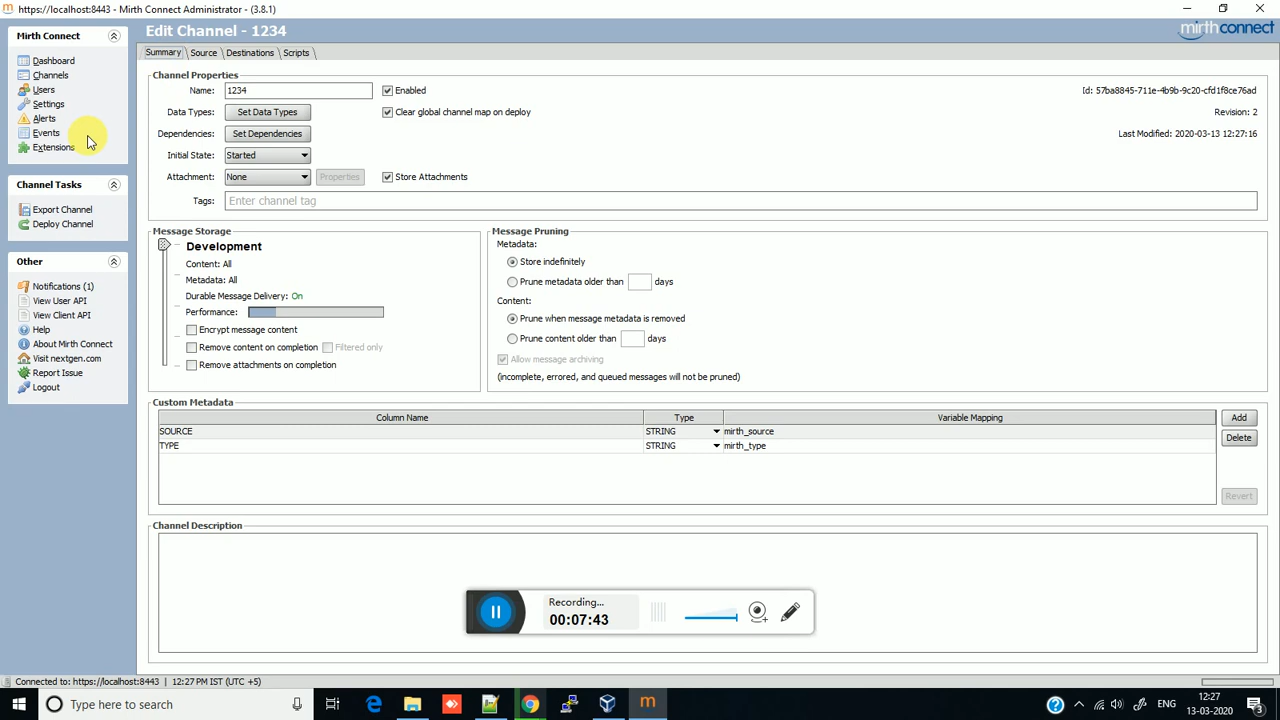 https://localhost:8443 - Mirth Connect Administrator - (3.8.1)
Mirth Connect
Dashboard
Channels
Users
Settings
Alerts
Events
Extensions
Channel Tasks
Export Channel
Deploy Channel
Other
Notifications (1)
View User API
View Client API
Help
About Mirth Connect
Visit nextgen.com
Report Issue
Logout
Edit Channel - 1234
mirthconnect
Summary Source Destinations Scripts
Channel Properties
Name: 1234 Enabled Id: 57ba8845-711e-4b9b-9c20-cfd1f8ce76ad
Data Types: Set Data Types Clear global channel map on deploy Revision: 2
Dependencies: Set Dependencies Last Modified: 2020-03-13 12:27:16
Initial State: Started
Attachment: None Properties Store Attachments
Tags: Enter channel tag
Message Storage
Development
Content: All
Metadata: All
Durable Message Delivery: On
Performance:
Encrypt message content
Remove content on completion Filtered only
Remove attachments on completion
Message Pruning
Metadata:
Store indefinitely
Prune metadata older than days
Content:
Prune when message metadata is removed
Prune content older than days
Allow message archiving
(incomplete, errored, and queued messages will not be pruned)
Custom Metadata
Column Name Type Variable Mapping
SOURCE STRING mirth_source
TYPE STRING mirth_type
Add
Delete
Revert
Channel Description
Recording...
00:07:43
Connected to: https://localhost:8443 | 12:27 PM IST (UTC +5)
Type here to search
m
ENG
12:27
13-03-2020
3